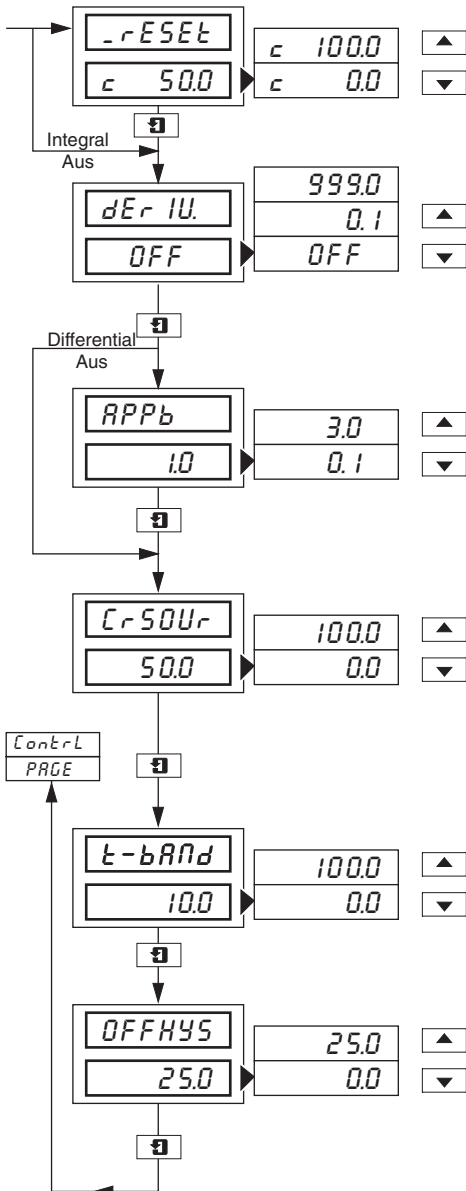 _rESEt
c 50.0
c 100.0
c 0.0
Integral
Aus
dEr IU.
OFF
999.0
0.1
OFF
Differential
Aus
APPb
1.0
3.0
0.1
CrSOUr
50.0
100.0
0.0
ContrL
PAGE
t-bANd
10.0
100.0
0.0
OFFHYS
25.0
25.0
0.0